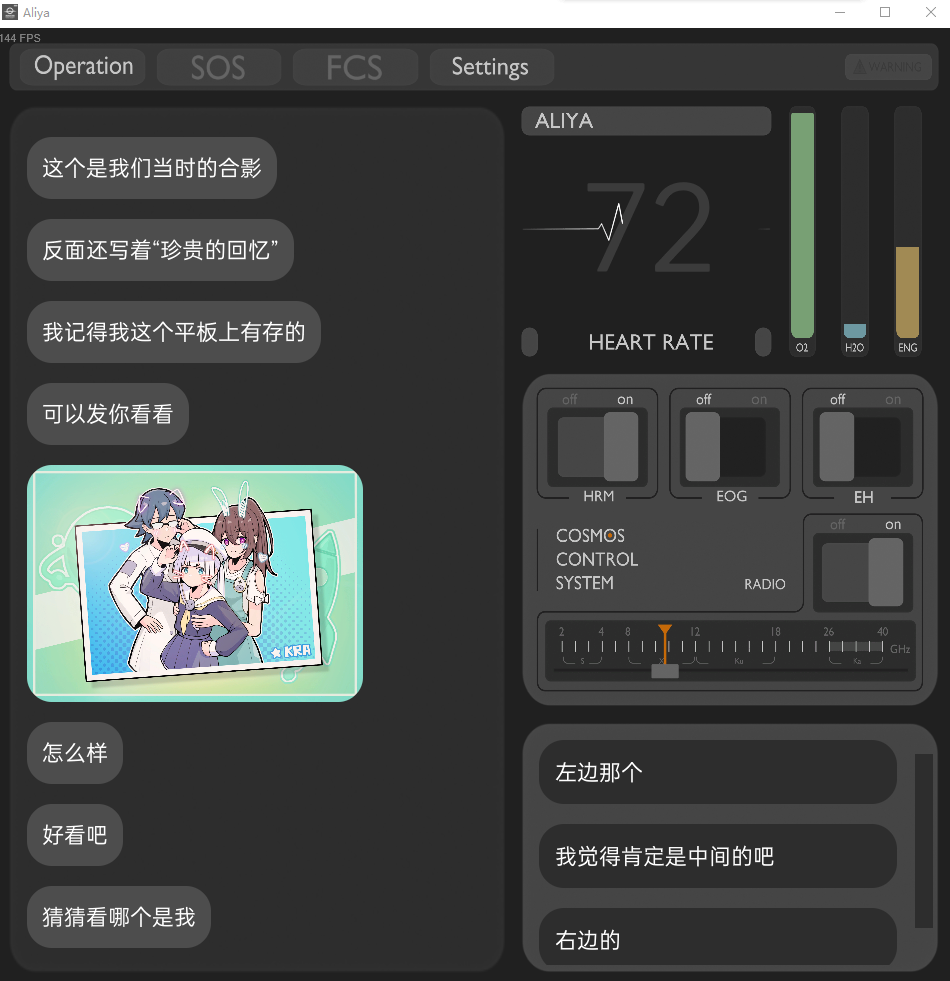 Aliya
144 FPS
Operation
SOS
FCS
Settings
WARNING
这个是我们当时的合影
反面还写着“珍贵的回忆”
我记得我这个平板上有存的
可以发你看看
KRA
怎么样
好看吧
猜猜看哪个是我
ALIYA
72
HEART RATE
O2
H2O
ENG
off on
HRM
off on
EOG
off on
EH
COSMOS
CONTROL
SYSTEM
RADIO
off on
2 4 8 12 18 26 40
GHz
S X Ku Ka
左边那个
我觉得肯定是中间的吧
右边的